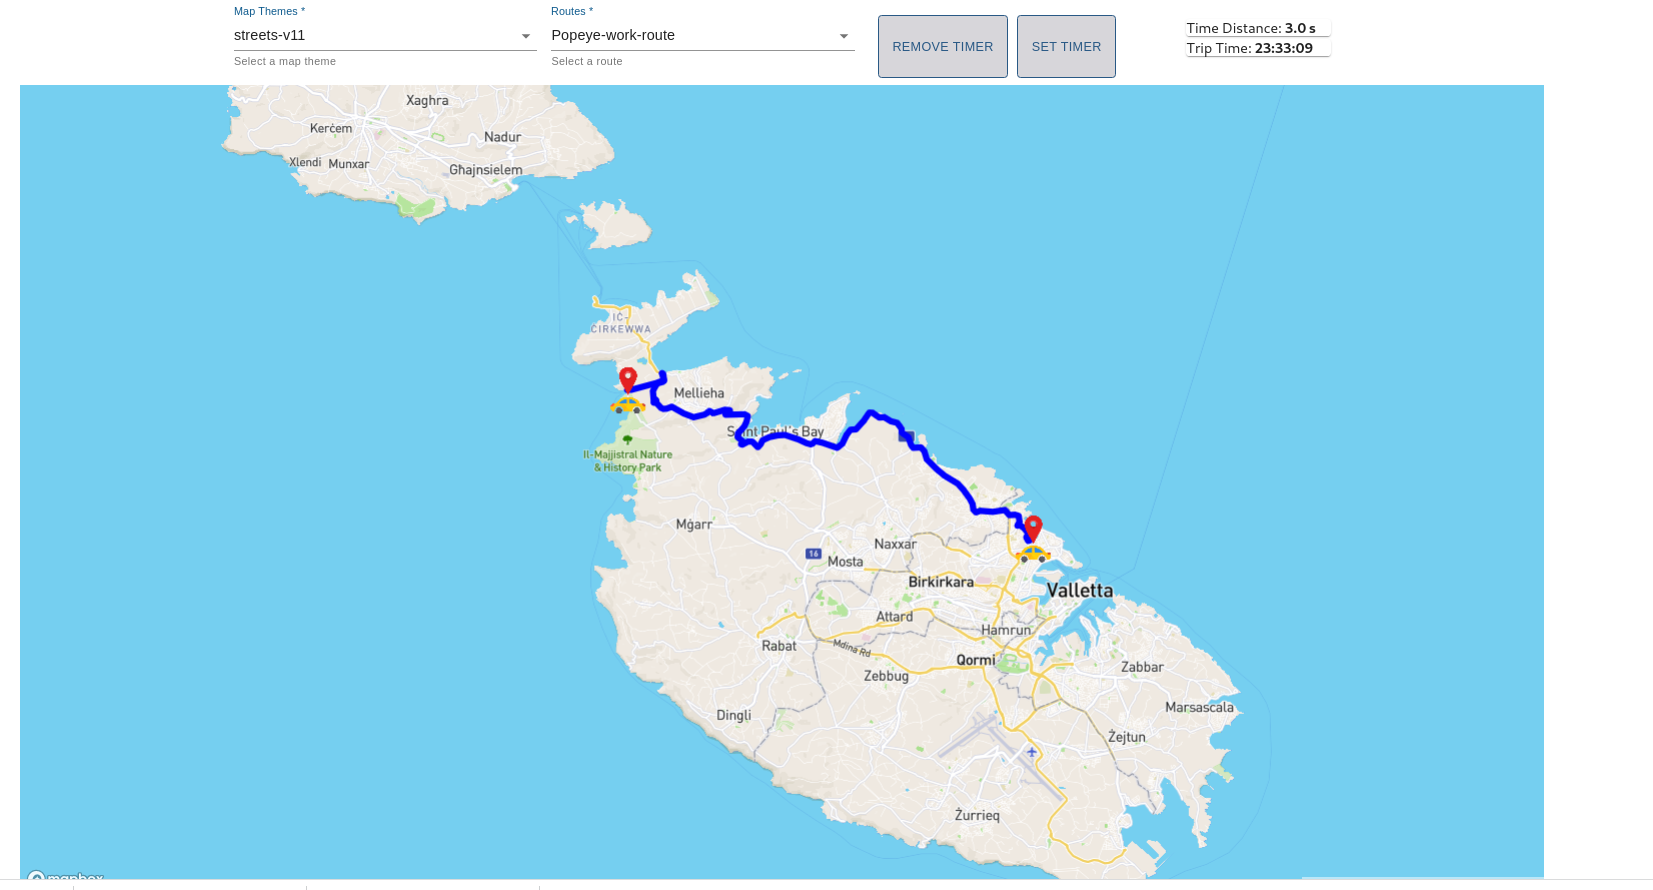 Map Themes *
streets-v11
Select a map theme
Routes *
Popeye-work-route
Select a route
REMOVE TIMER
SET TIMER
Time Distance: 3.0 s
Trip Time: 23:33:09
Xaghra
Kerċem
Nadur
Xlendi
Munxar
Għajnsielem
IĊ-
ĊIRKEWWA
Mellieha
Saint Paul's Bay
Il-Majjistral Nature
& History Park
Mġarr
Naxxar
16
Mosta
Birkirkara
Valletta
Attard
Hamrun
Rabat
Mdina Rd
Qormi
Zebbug
Zabbar
Dingli
Marsascala
Żejtun
Żurrieq
mapbox